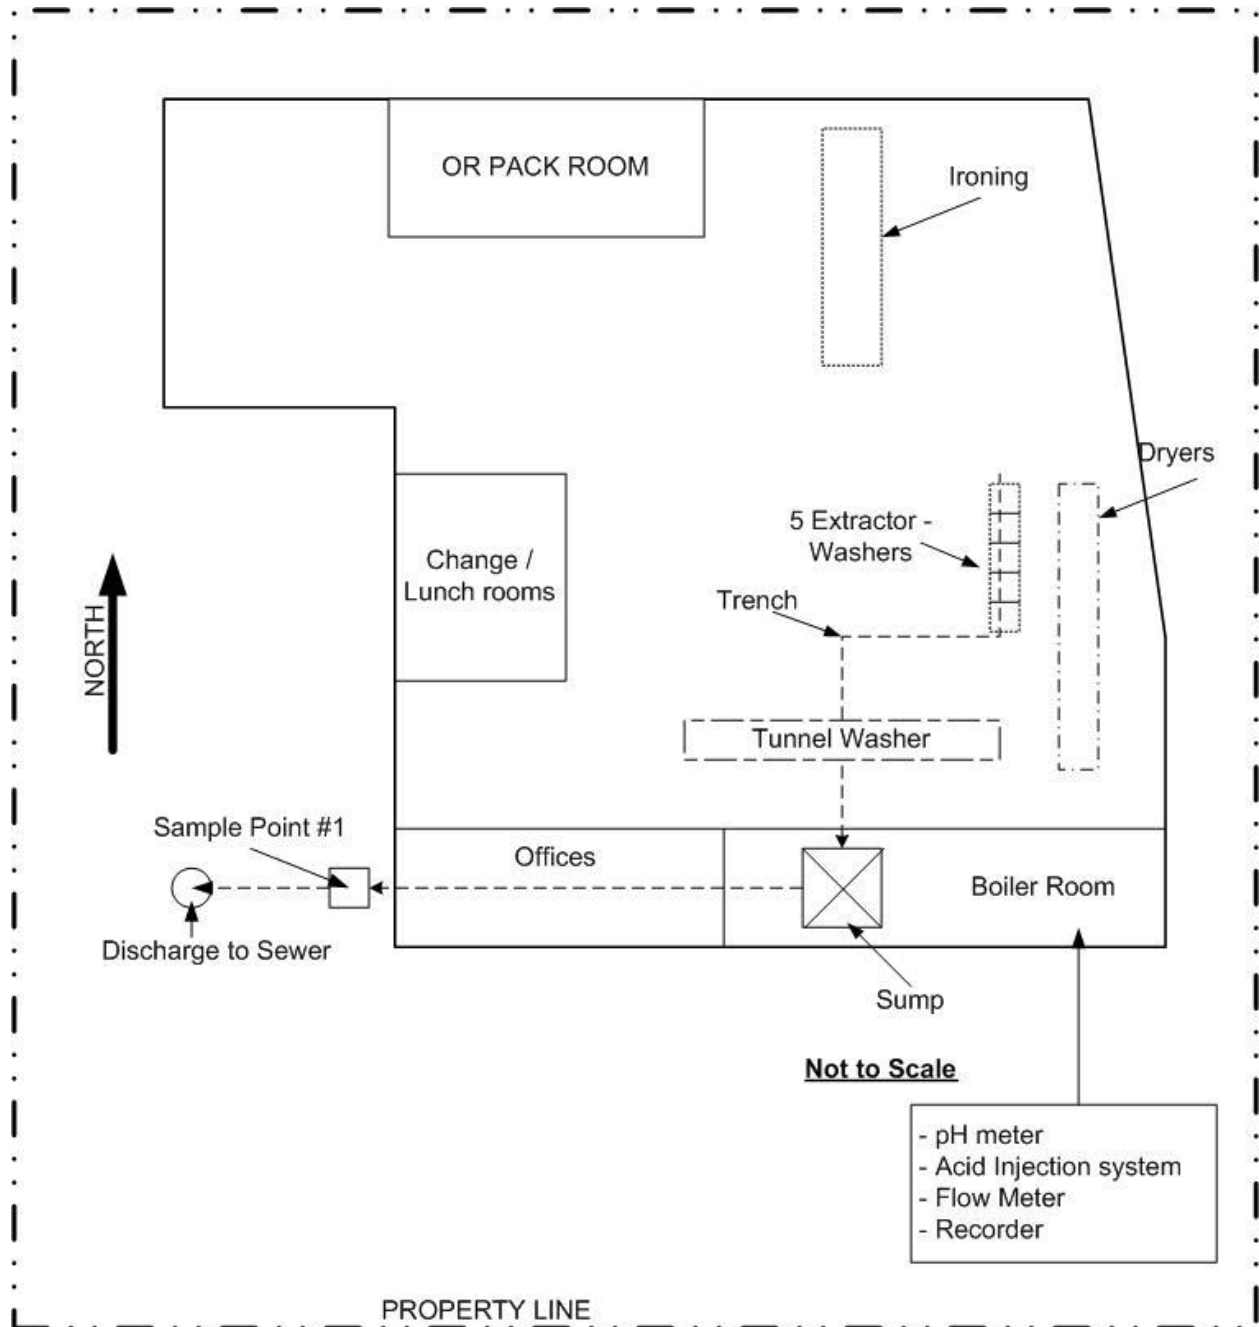 OR PACK ROOM
Ironing
Dryers
5 Extractor -
Washers
Change /
Lunch rooms
Trench
NORTH
Tunnel Washer
Sample Point #1
Offices
Boiler Room
Discharge to Sewer
Sump
Not to Scale
- pH meter
- Acid Injection system
- Flow Meter
- Recorder
PROPERTY LINE